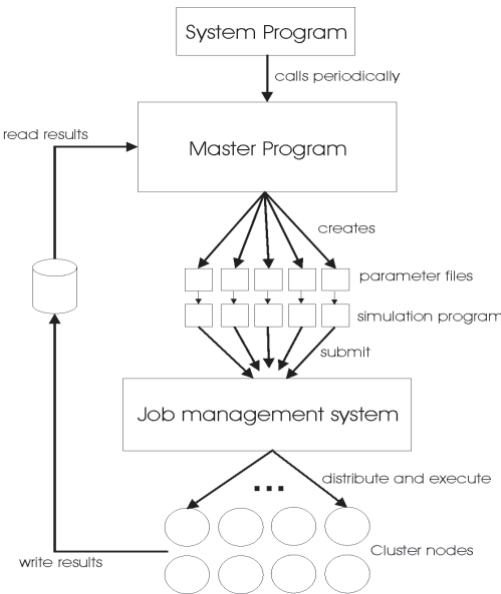 System Program
calls periodically
read results
Master Program
creates
parameter files
simulation program
submit
Job management system
distribute and execute
...
Cluster nodes
write results